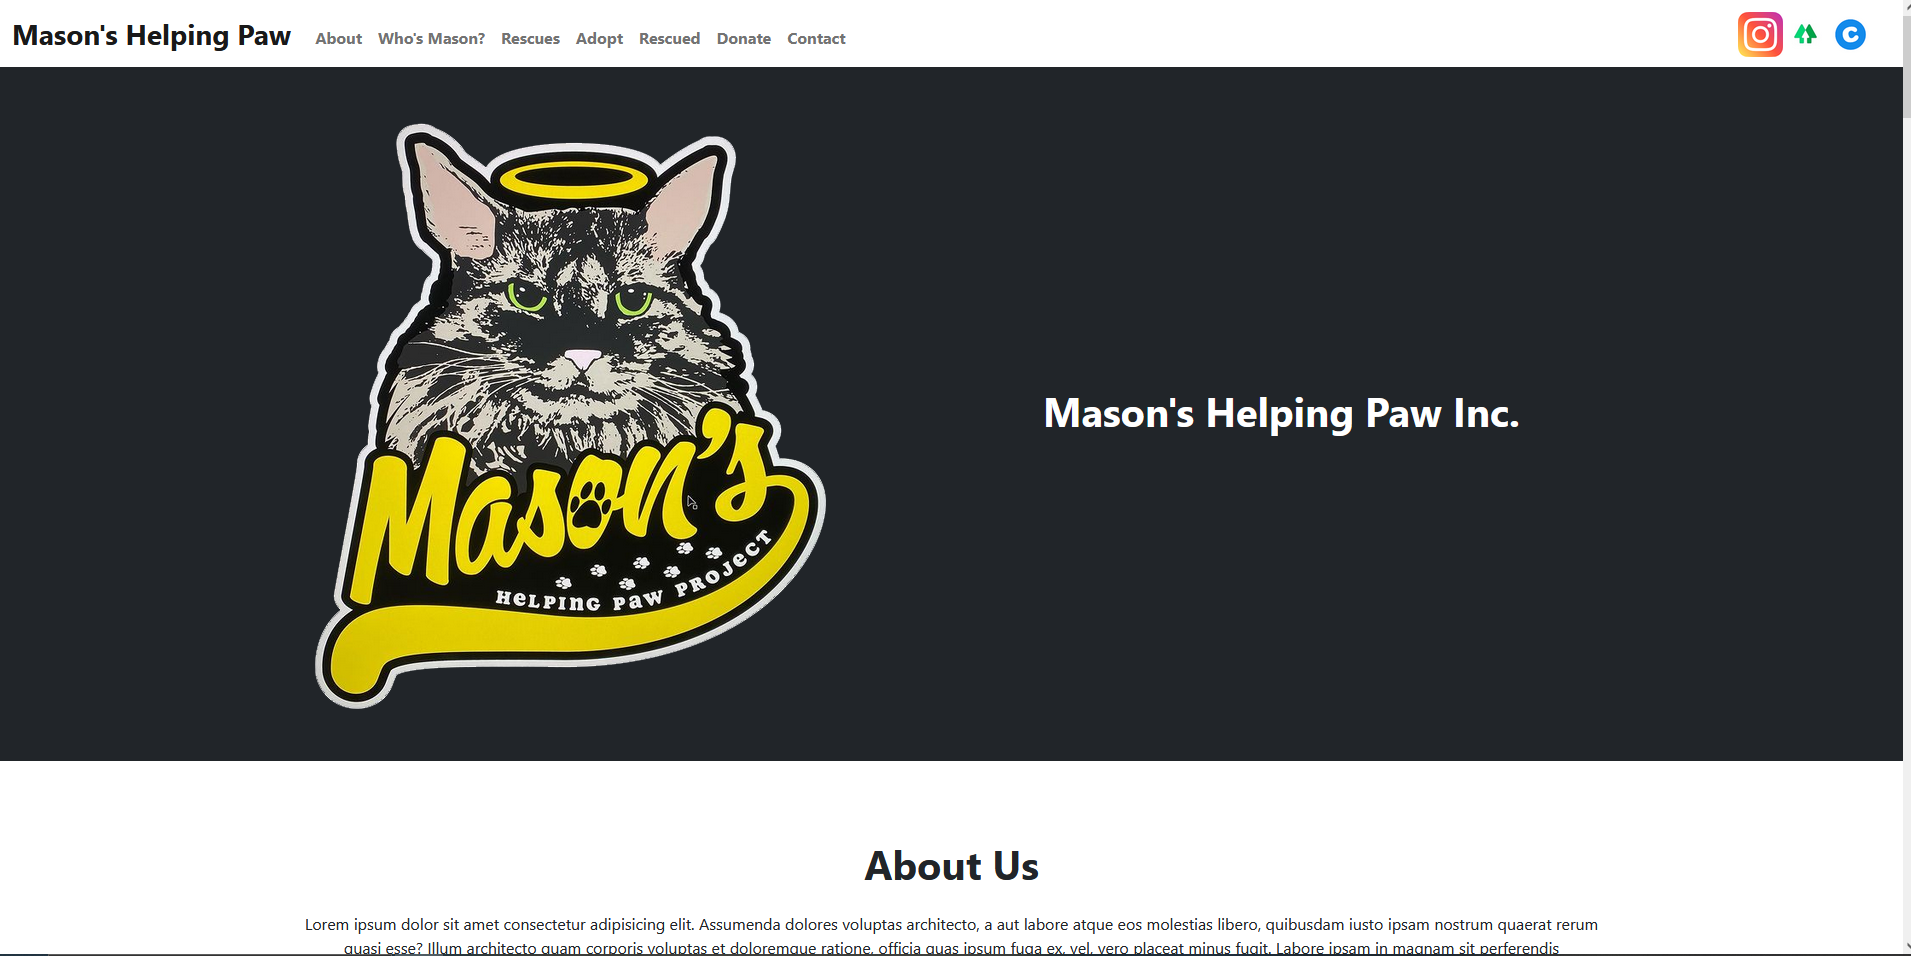 Mason's Helping Paw About Who's Mason? Rescues Adopt Rescued Donate Contact
Mason's
HELPING PAW PROJECT
Mason's Helping Paw Inc.
About Us
Lorem ipsum dolor sit amet consectetur adipisicing elit. Assumenda dolores voluptas architecto, a aut labore atque eos molestias libero, quibusdam iusto ipsam nostrum quaerat rerum
quasi esse? Illum architecto quam corporis voluptas et doloremque ratione, officia quas ipsum fuga ex, vel, vero placeat minus fugit. Labore ipsam in magnam sit perferendis